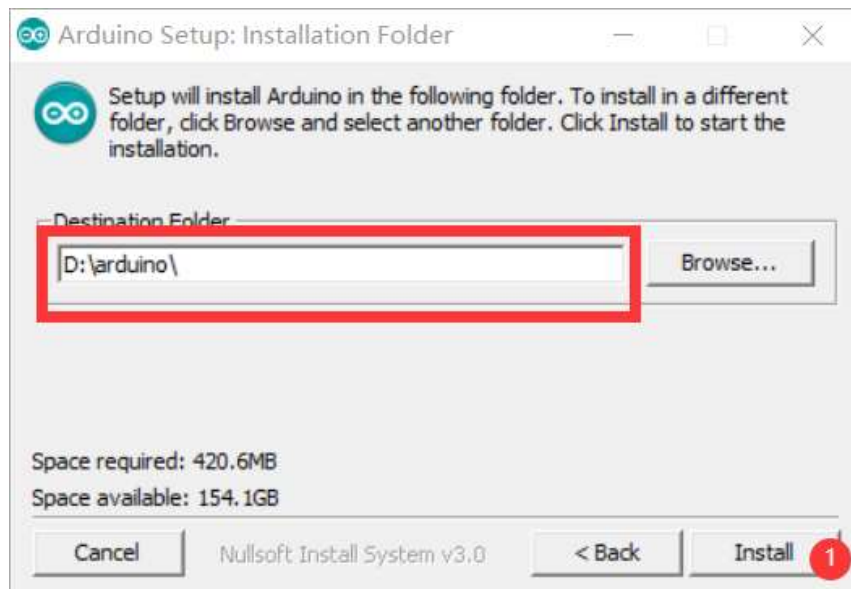 Arduino Setup: Installation Folder
Setup will install Arduino in the following folder. To install in a different
folder, click Browse and select another folder. Click Install to start the
installation.
Destination Folder
D:\arduino\
Browse...
Space required: 420.6MB
Space available: 154.1GB
Cancel
Nullsoft Install System v3.0
< Back
Install
1